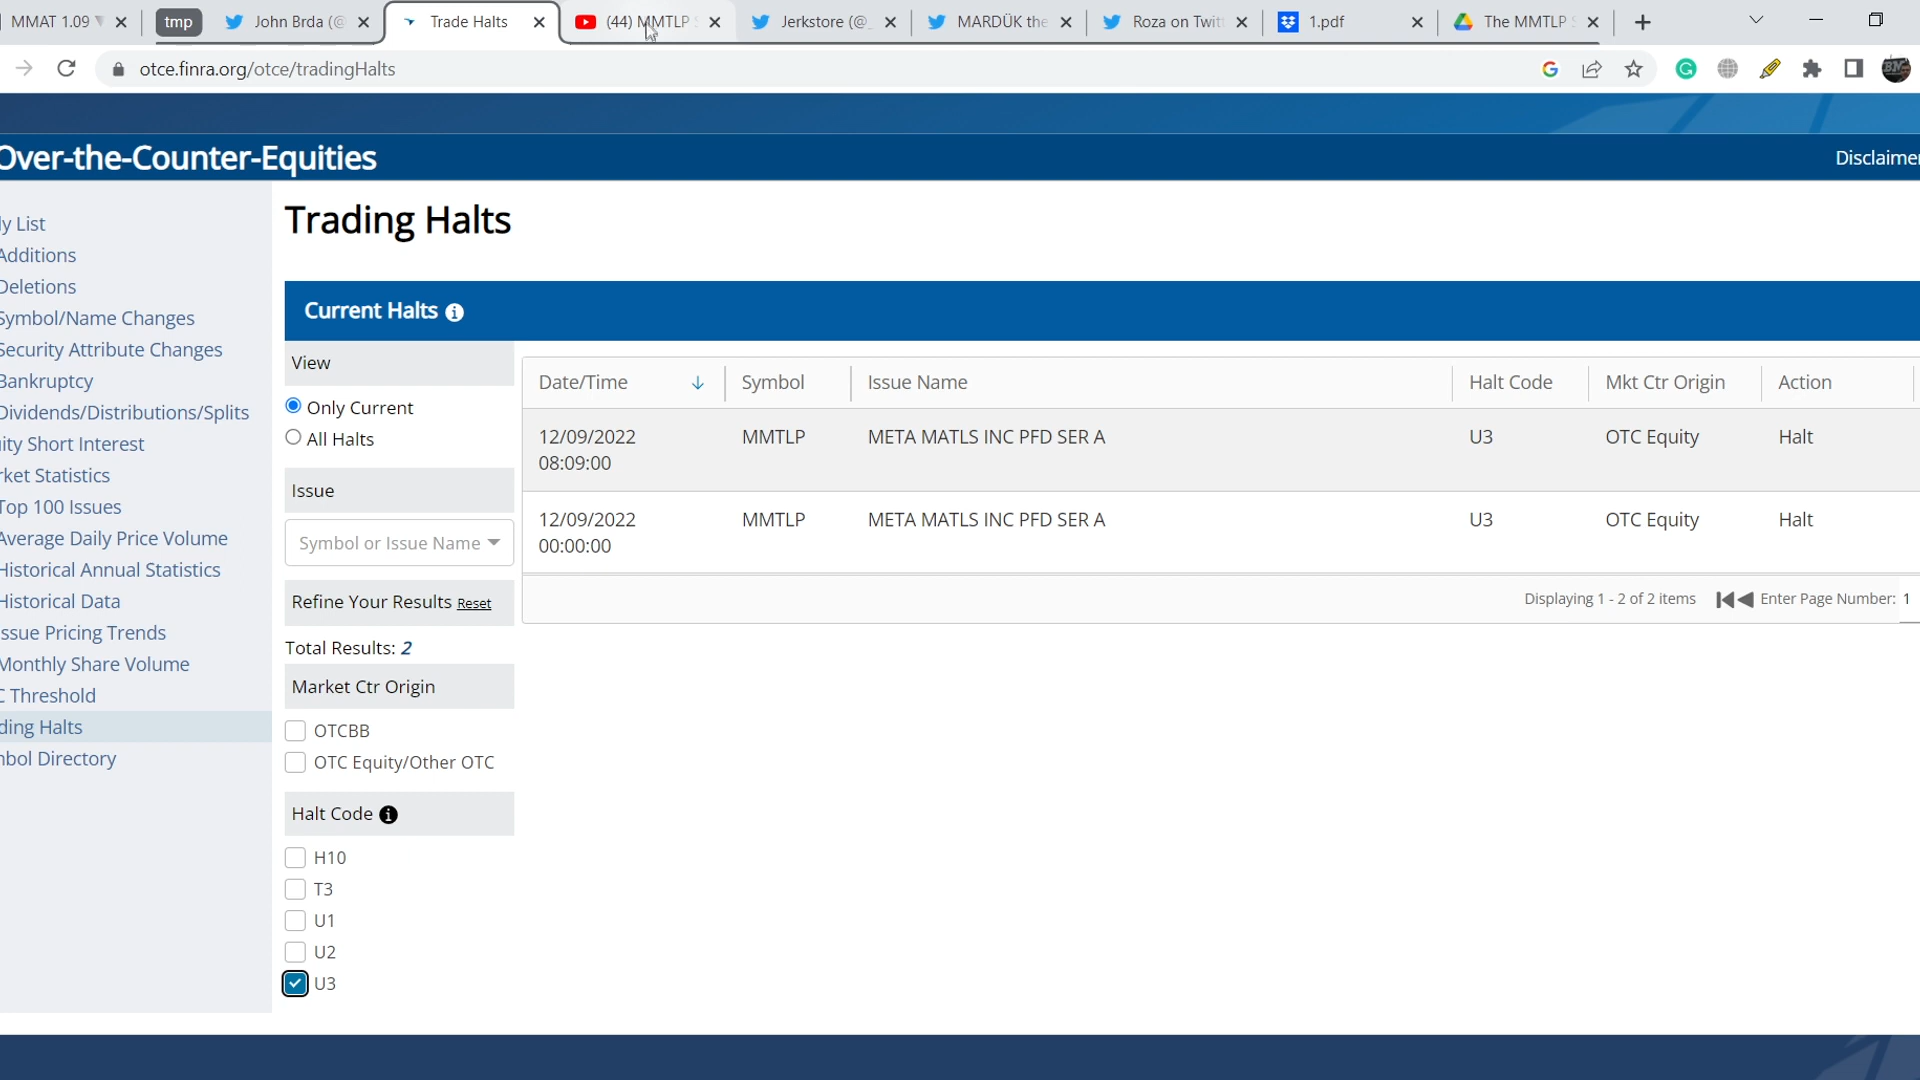 MMAT 1.09
tmp
John Brda (@
Trade Halts
(44) MMTLP
Jerkstore (@_
MARDÜK the
Roza on Twit
1.pdf
The MMTLP S
otce.finra.org/otce/tradingHalts
Over-the-Counter-Equities
Disclaimer
Trading Halts
ly List
Additions
Deletions
Symbol/Name Changes
Security Attribute Changes
Bankruptcy
Dividends/Distributions/Splits
ity Short Interest
rket Statistics
Top 100 Issues
Average Daily Price Volume
Historical Annual Statistics
Historical Data
Issue Pricing Trends
Monthly Share Volume
C Threshold
ding Halts
nbol Directory
Current Halts
View
Only Current
All Halts
Issue
Symbol or Issue Name
Refine Your Results Reset
Total Results: 2
Market Ctr Origin
OTCBB
OTC Equity/Other OTC
Halt Code
H10
T3
U1
U2
U3
Date/Time Symbol Issue Name Halt Code Mkt Ctr Origin Action
12/09/2022 MMTLP META MATLS INC PFD SER A U3 OTC Equity Halt
08:09:00
12/09/2022 MMTLP META MATLS INC PFD SER A U3 OTC Equity Halt
00:00:00
Displaying 1 - 2 of 2 items Enter Page Number: 1